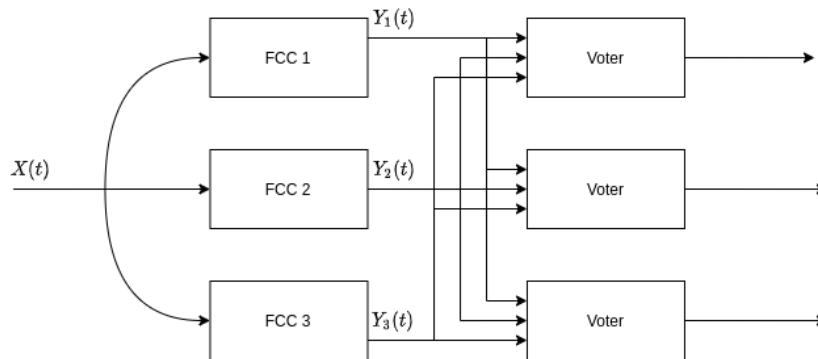 Y₁(t)
FCC 1
Voter
X(t)
FCC 2
Y₂(t)
Voter
FCC 3
Y₃(t)
Voter